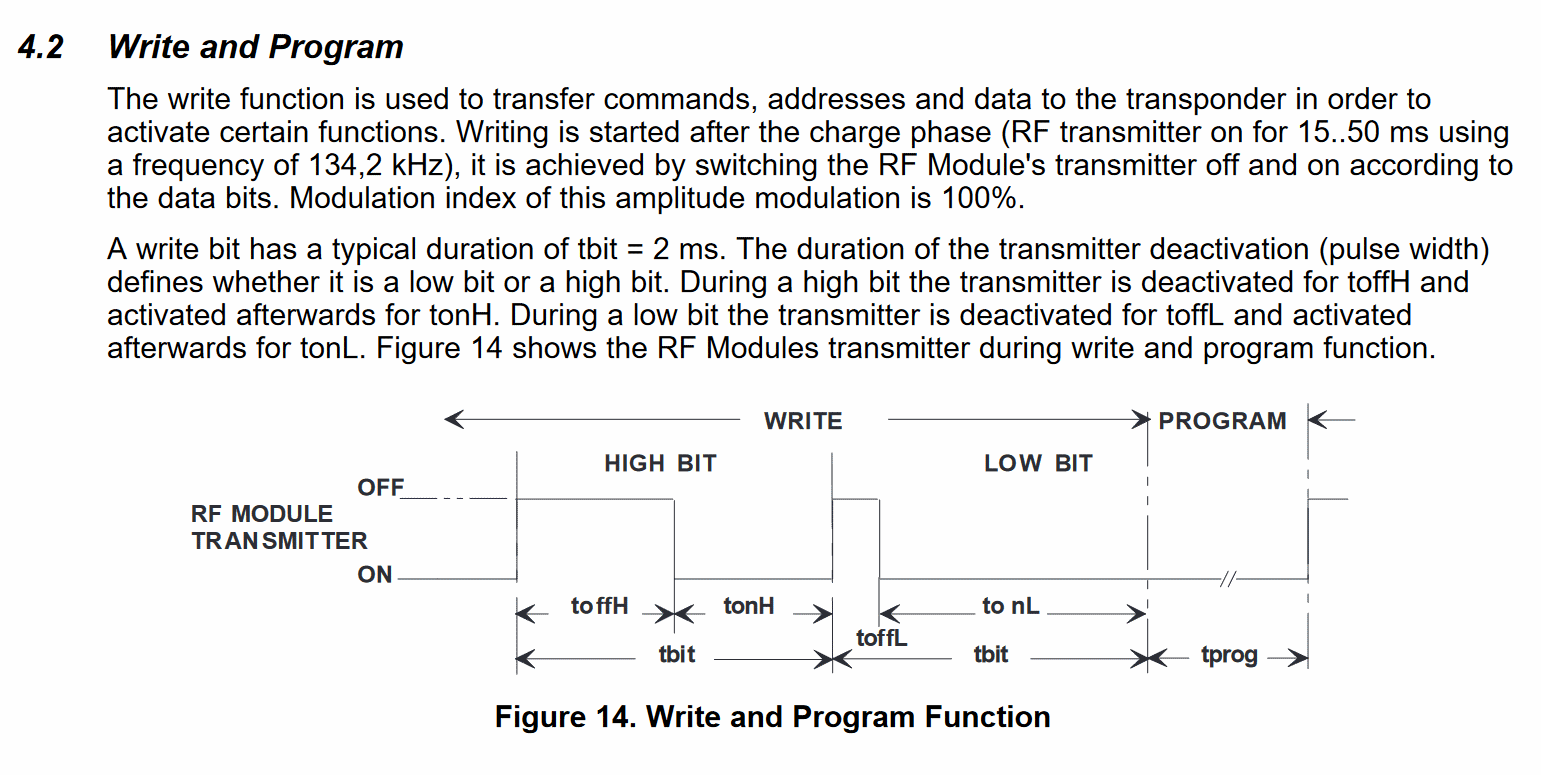 4.2 Write and Program
The write function is used to transfer commands, addresses and data to the transponder in order to
activate certain functions. Writing is started after the charge phase (RF transmitter on for 15..50 ms using
a frequency of 134,2 kHz), it is achieved by switching the RF Module's transmitter off and on according to
the data bits. Modulation index of this amplitude modulation is 100%.
A write bit has a typical duration of tbit = 2 ms. The duration of the transmitter deactivation (pulse width)
defines whether it is a low bit or a high bit. During a high bit the transmitter is deactivated for toffH and
activated afterwards for tonH. During a low bit the transmitter is deactivated for toffL and activated
afterwards for tonL. Figure 14 shows the RF Modules transmitter during write and program function.
WRITE PROGRAM
HIGH BIT LOW BIT
OFF
RF MODULE
TRANSMITTER
ON
toffH tonH to nL
toffL
tbit tbit tprog
Figure 14. Write and Program Function